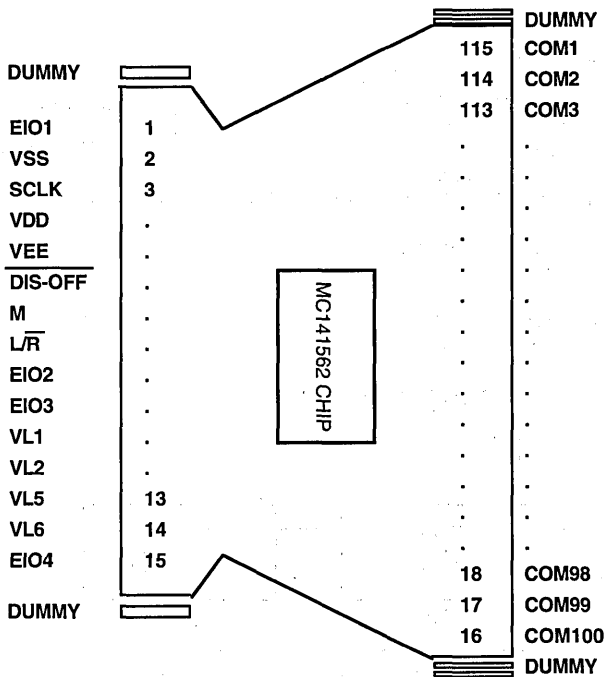 DUMMY
115 COM1
114 COM2
113 COM3
DUMMY
EIO1 1
VSS 2
SCLK 3
VDD .
VEE .
DIS-OFF .
M .
L/R .
EIO2 .
EIO3 .
VL1 .
VL2 .
VL5 13
VL6 14
EIO4 15
DUMMY
MC141562 CHIP
18 COM98
17 COM99
16 COM100
DUMMY